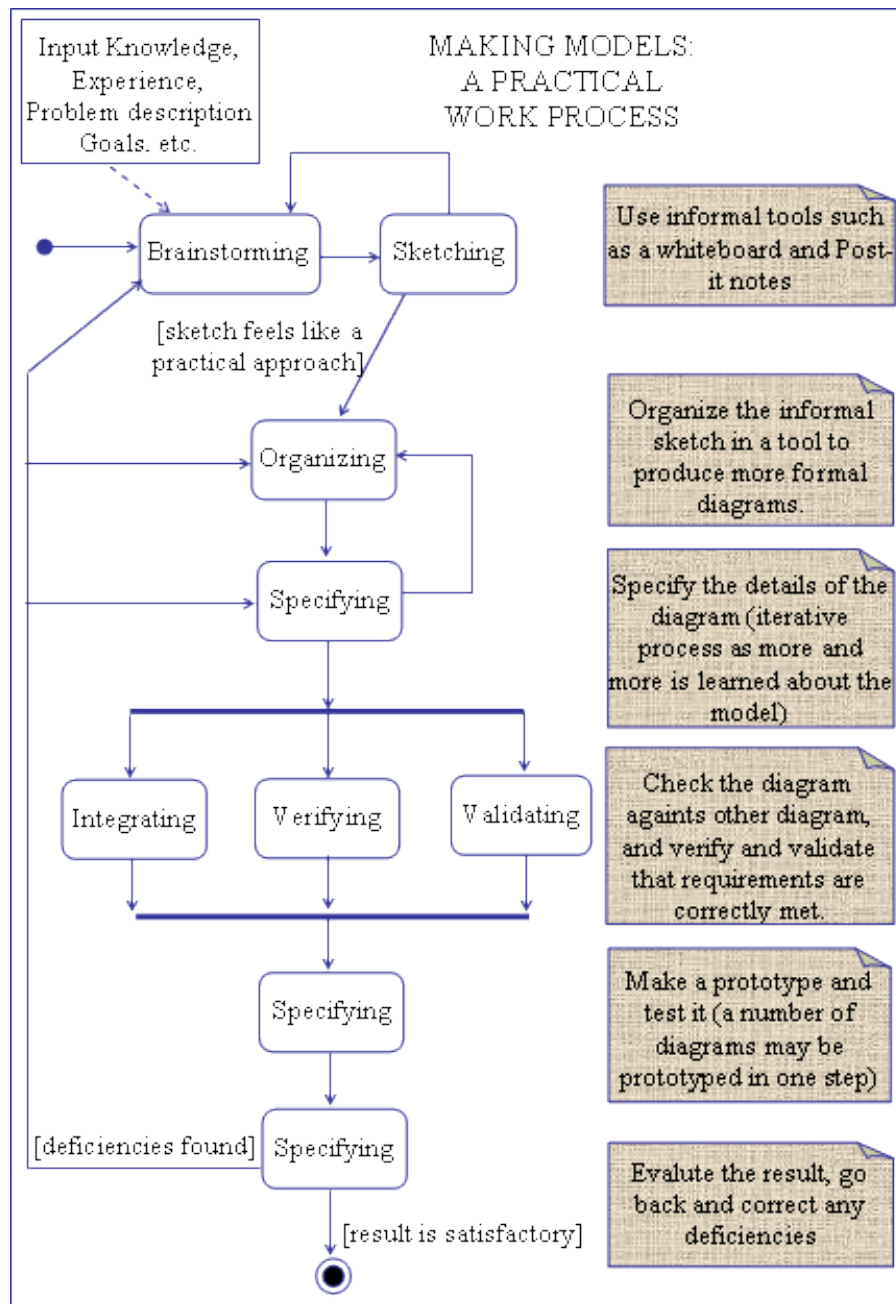 Input Knowledge,
Experience,
Problem description
Goals. etc.
MAKING MODELS:
A PRACTICAL
WORK PROCESS
Brainstorming
Sketching
Use informal tools such
as a whiteboard and Post-
it notes
[sketch feels like a
practical approach]
Organizing
Organize the informal
sketch in a tool to
produce more formal
diagrams.
Specifying
Specify the details of the
diagram (iterative
process as more and
more is learned about the
model)
Integrating
Verifying
Validating
Check the diagram
againts other diagram,
and verify and validate
that requirements are
correctly met.
Specifying
Make a prototype and
test it (a number of
diagrams may be
prototyped in one step)
[deficiencies found]
Specifying
Evalute the result, go
back and correct any
deficiencies
[result is satisfactory]